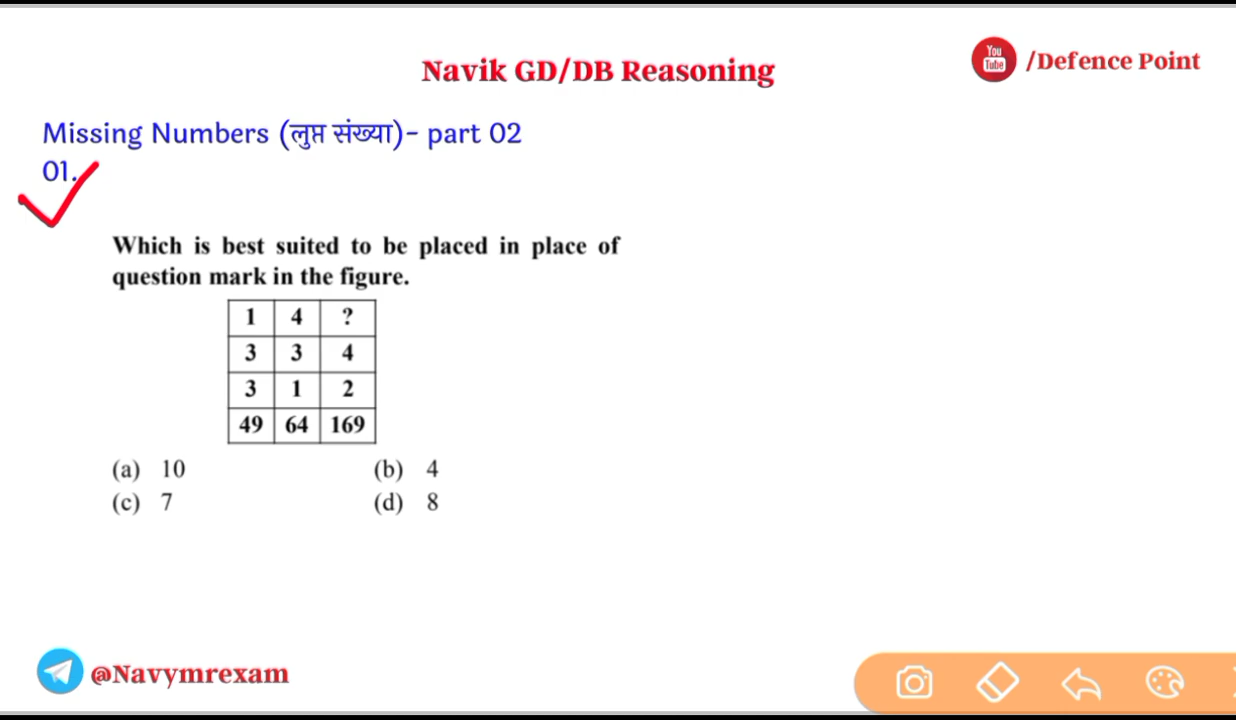 Navik GD/DB Reasoning
You Tube /Defence Point
Missing Numbers (लुप्त संख्या)- part 02
01.
Which is best suited to be placed in place of
question mark in the figure.
1 4 ?
3 3 4
3 1 2
49 64 169
(a) 10 (b) 4
(c) 7 (d) 8
@Navymrexam